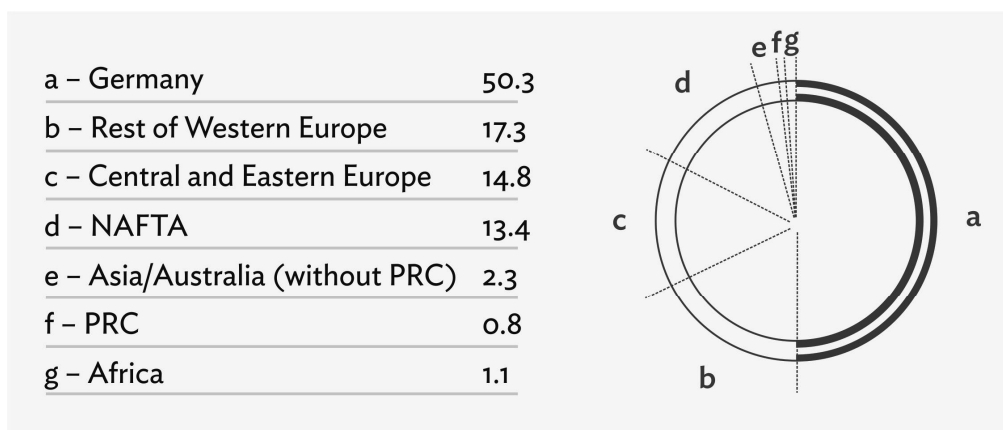 a – Germany 50.3
b – Rest of Western Europe 17.3
c – Central and Eastern Europe 14.8
d – NAFTA 13.4
e – Asia/Australia (without PRC) 2.3
f – PRC 0.8
g – Africa 1.1
e f g
d
c
a
b